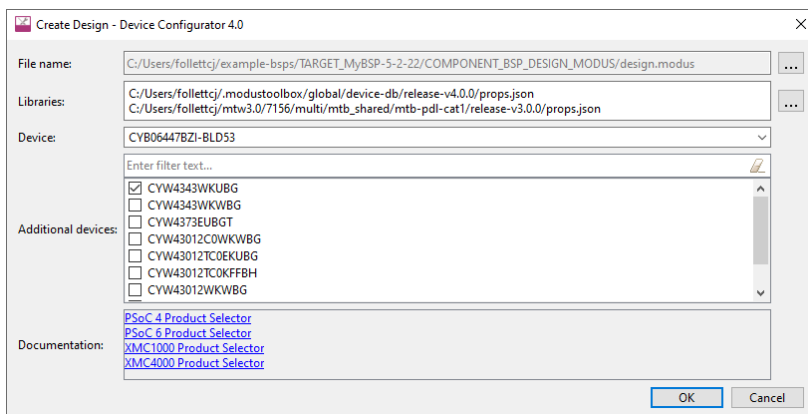 Create Design - Device Configurator 4.0
File name:
C:/Users/follettcj/example-bsps/TARGET_MyBSP-5-2-22/COMPONENT_BSP_DESIGN_MODUS/design.modus
...
Libraries:
C:/Users/follettcj/.modustoolbox/global/device-db/release-v4.0.0/props.json
C:/Users/follettcj/mtw3.0/7156/multi/mtb_shared/mtb-pdl-cat1/release-v3.0.0/props.json
...
Device:
CYB06447BZI-BLD53
Enter filter text...
Additional devices:
CYW4343WKUBG
CYW4343WKWBG
CYW4373EUBGT
CYW43012C0WKWBG
CYW43012TC0EKUBG
CYW43012TC0KFFBH
CYW43012WKWBG
Documentation:
PSoC 4 Product Selector
PSoC 6 Product Selector
XMC1000 Product Selector
XMC4000 Product Selector
OK
Cancel